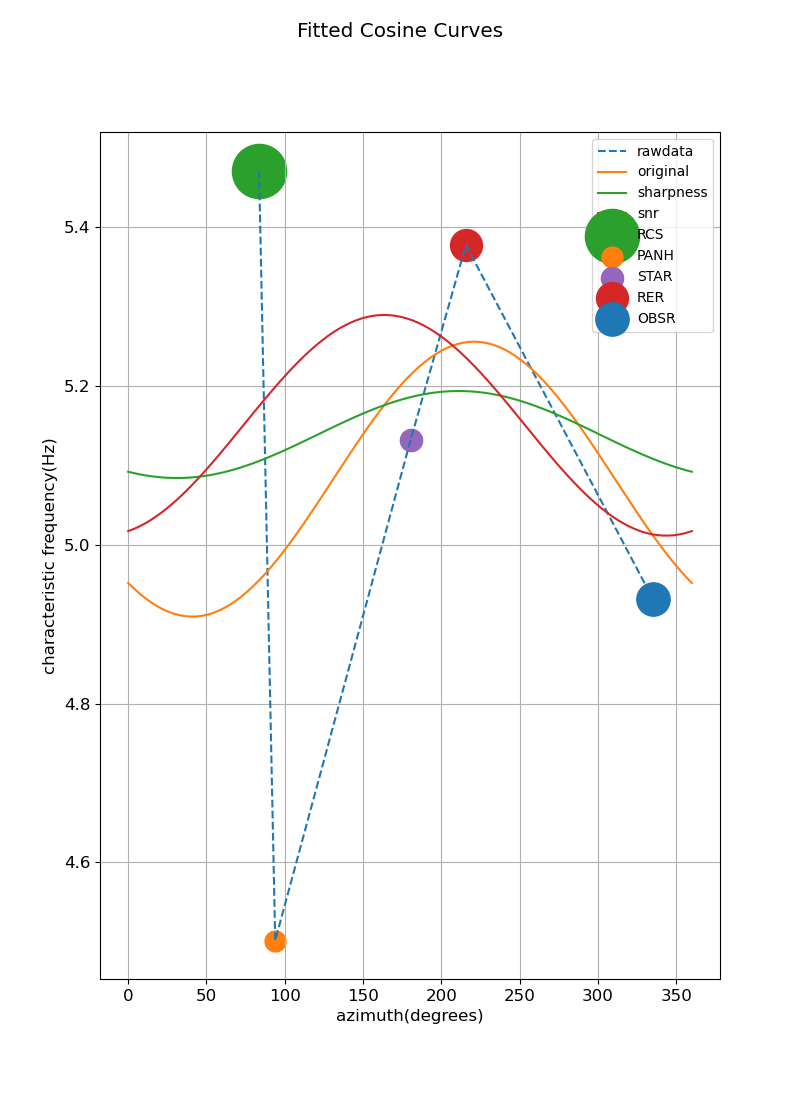 Fitted Cosine Curves
rawdata
original
sharpness
snr
RCS
PANH
STAR
RER
OBSR
characteristic frequency(Hz)
5.4
5.2
5.0
4.8
4.6
0 50 100 150 200 250 300 350
azimuth(degrees)